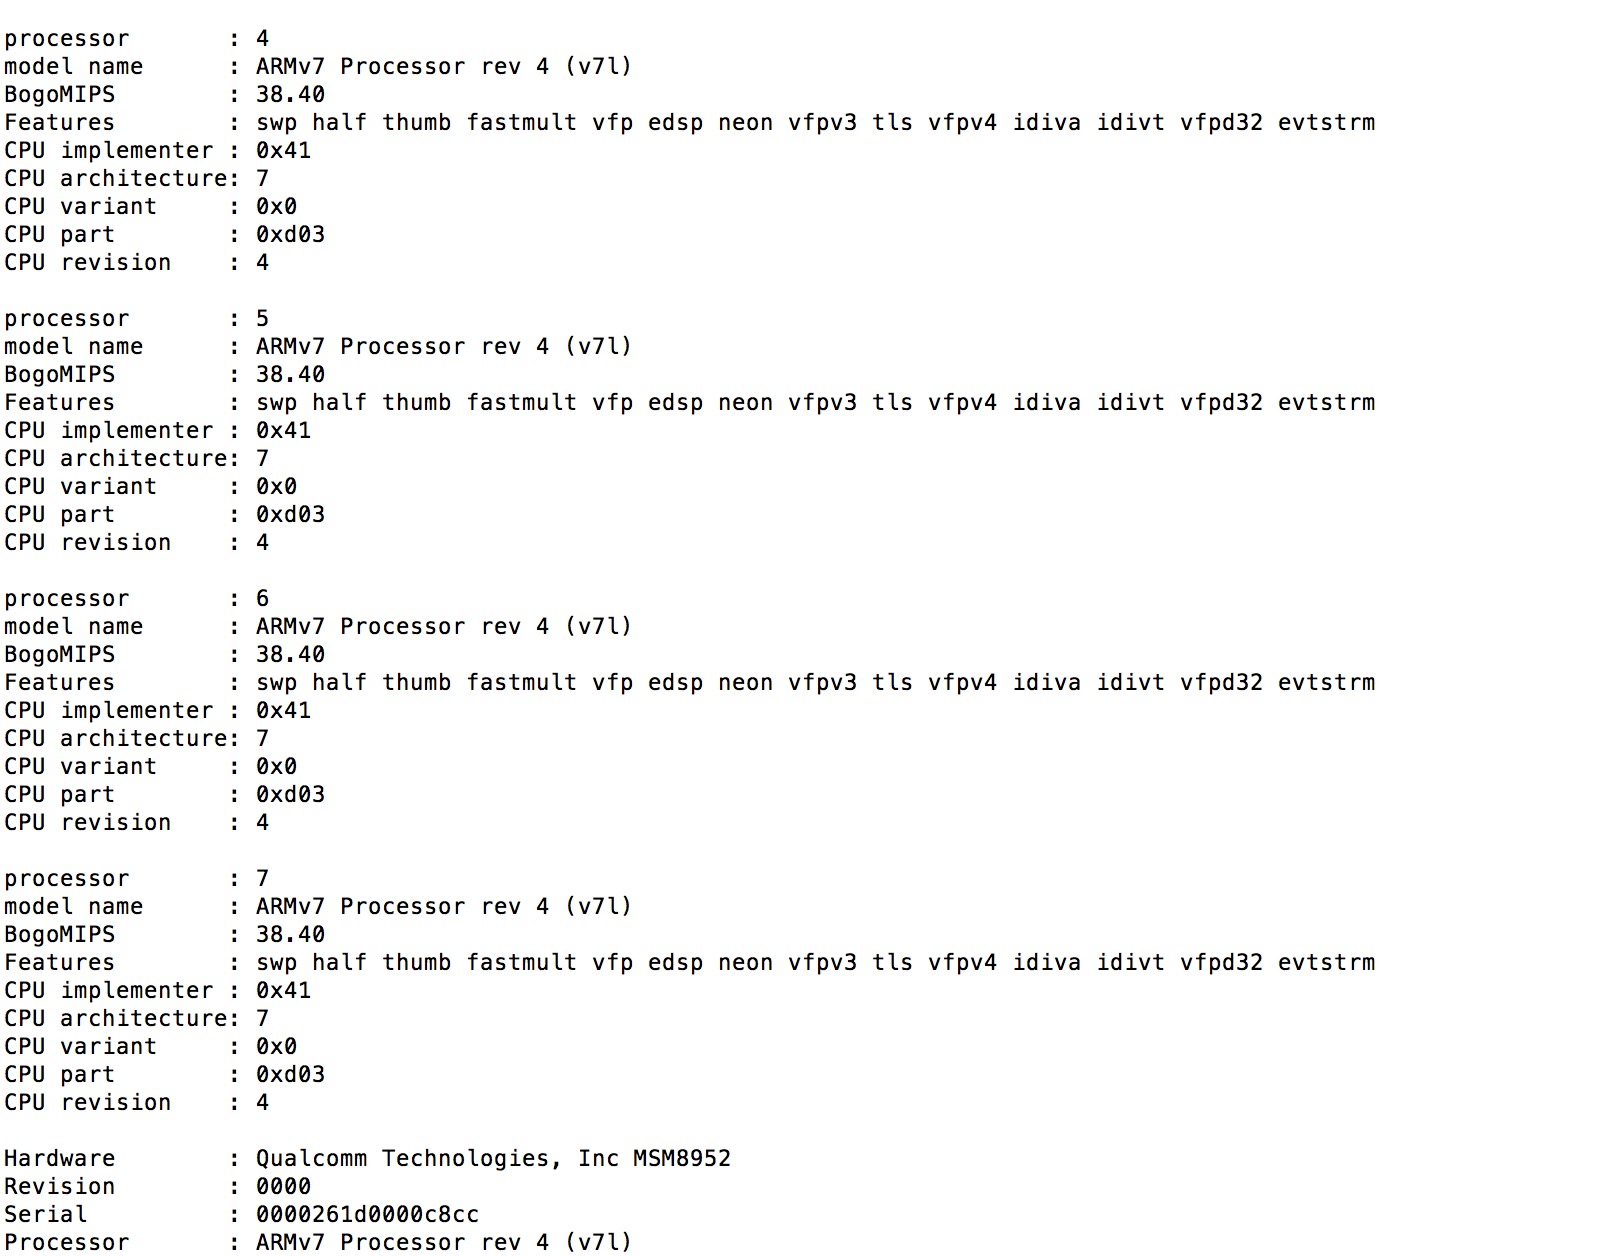 processor       : 4
model name      : ARMv7 Processor rev 4 (v7l)
BogoMIPS        : 38.40
Features        : swp half thumb fastmult vfp edsp neon vfpv3 tls vfpv4 idiva idivt vfpd32 evtstrm
CPU implementer : 0x41
CPU architecture: 7
CPU variant     : 0x0
CPU part        : 0xd03
CPU revision    : 4

processor       : 5
model name      : ARMv7 Processor rev 4 (v7l)
BogoMIPS        : 38.40
Features        : swp half thumb fastmult vfp edsp neon vfpv3 tls vfpv4 idiva idivt vfpd32 evtstrm
CPU implementer : 0x41
CPU architecture: 7
CPU variant     : 0x0
CPU part        : 0xd03
CPU revision    : 4

processor       : 6
model name      : ARMv7 Processor rev 4 (v7l)
BogoMIPS        : 38.40
Features        : swp half thumb fastmult vfp edsp neon vfpv3 tls vfpv4 idiva idivt vfpd32 evtstrm
CPU implementer : 0x41
CPU architecture: 7
CPU variant     : 0x0
CPU part        : 0xd03
CPU revision    : 4

processor       : 7
model name      : ARMv7 Processor rev 4 (v7l)
BogoMIPS        : 38.40
Features        : swp half thumb fastmult vfp edsp neon vfpv3 tls vfpv4 idiva idivt vfpd32 evtstrm
CPU implementer : 0x41
CPU architecture: 7
CPU variant     : 0x0
CPU part        : 0xd03
CPU revision    : 4

Hardware        : Qualcomm Technologies, Inc MSM8952
Revision        : 0000
Serial          : 0000261d0000c8cc
Processor       : ARMv7 Processor rev 4 (v7l)